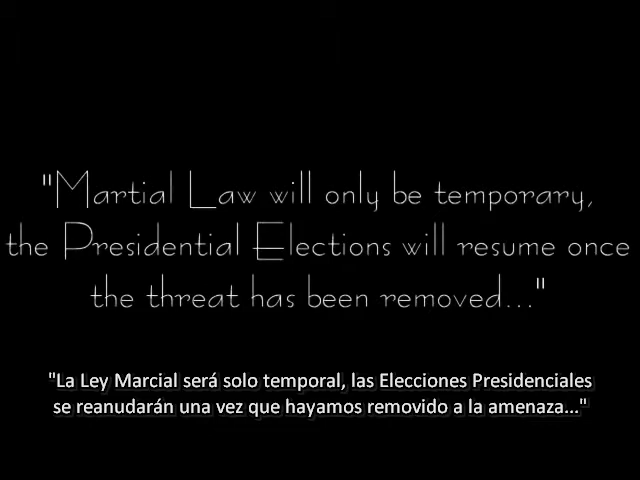 "Martial Law will only be temporary,
the Presidential Elections will resume once
the threat has been removed..."
"La Ley Marcial será solo temporal, las Elecciones Presidenciales
se reanudarán una vez que hayamos removido a la amenaza..."